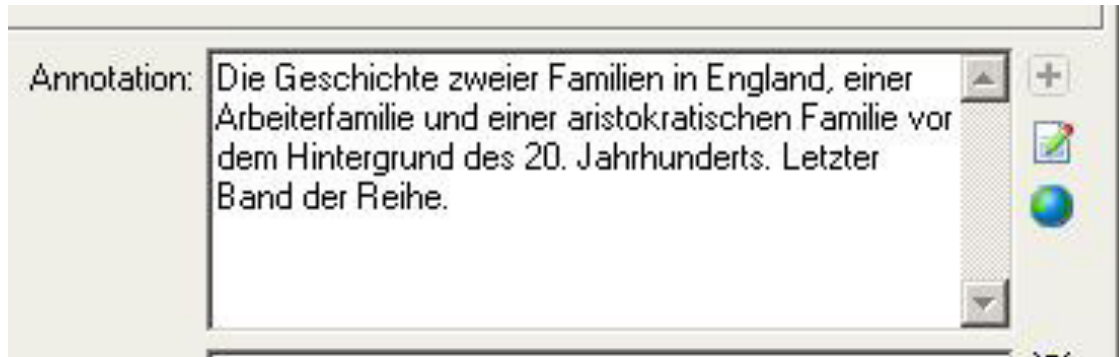 Annotation: Die Geschichte zweier Familien in England, einer
Arbeiterfamilie und einer aristokratischen Familie vor
dem Hintergrund des 20. Jahrhunderts. Letzter
Band der Reihe.